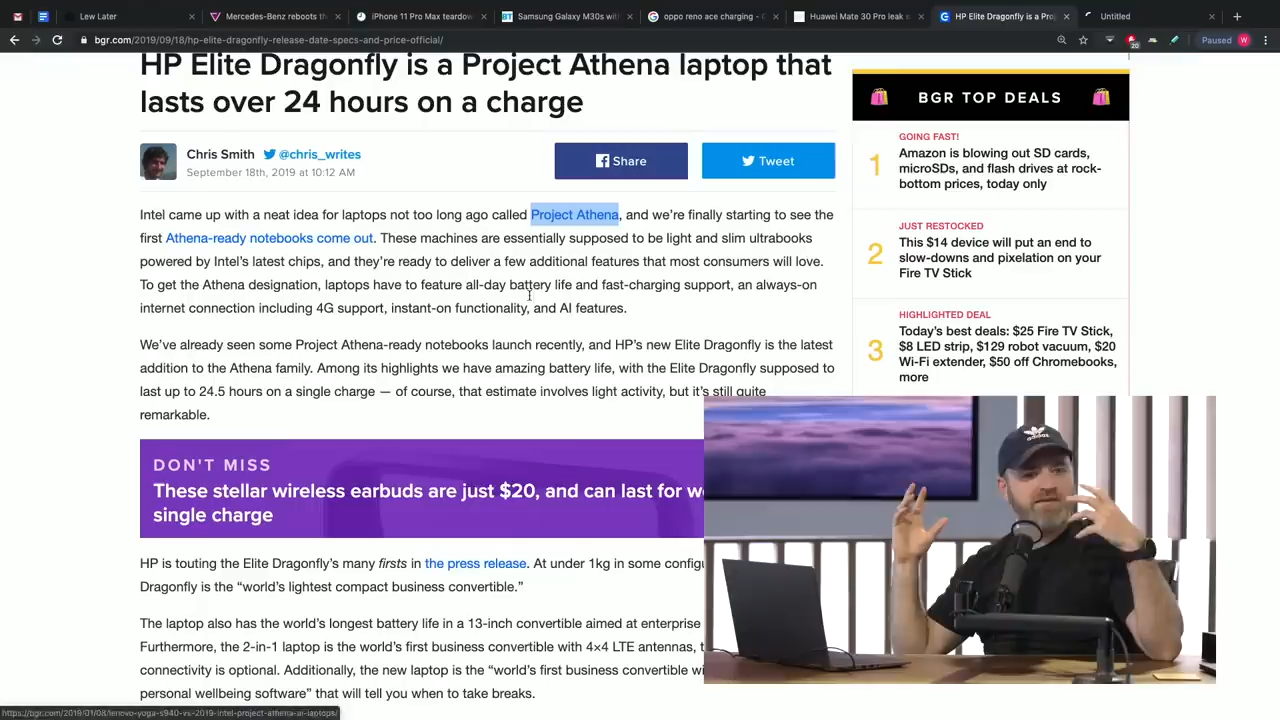 Lew Later
Mercedes-Benz reboots th
iPhone 11 Pro Max teardow
Samsung Galaxy M30s wit
oppo reno ace charging - G
Huawei Mate 30 Pro leak s
HP Elite Dragonfly is a Proj
Untitled
bgr.com/2019/09/18/hp-elite-dragonfly-release-date-specs-and-price-official/
20
Paused
W
HP Elite Dragonfly is a Project Athena laptop that
lasts over 24 hours on a charge
Chris Smith @chris_writes
September 18th, 2019 at 10:12 AM
Share
Tweet
Intel came up with a neat idea for laptops not too long ago called Project Athena, and we’re finally starting to see the
first Athena-ready notebooks come out. These machines are essentially supposed to be light and slim ultrabooks
powered by Intel’s latest chips, and they’re ready to deliver a few additional features that most consumers will love.
To get the Athena designation, laptops have to feature all-day battery life and fast-charging support, an always-on
internet connection including 4G support, instant-on functionality, and AI features.
We’ve already seen some Project Athena-ready notebooks launch recently, and HP’s new Elite Dragonfly is the latest
addition to the Athena family. Among its highlights we have amazing battery life, with the Elite Dragonfly supposed to
last up to 24.5 hours on a single charge — of course, that estimate involves light activity, but it’s still quite
remarkable.
DON'T MISS
These stellar wireless earbuds are just $20, and can last for w
single charge
HP is touting the Elite Dragonfly’s many firsts in the press release. At under 1kg in some configu
Dragonfly is the “world’s lightest compact business convertible.”
The laptop also has the world’s longest battery life in a 13-inch convertible aimed at enterprise
Furthermore, the 2-in-1 laptop is the world’s first business convertible with 4×4 LTE antennas, t
connectivity is optional. Additionally, the new laptop is the “world’s first business convertible wi
personal wellbeing software” that will tell you when to take breaks.
BGR TOP DEALS
GOING FAST!
1
Amazon is blowing out SD cards,
microSDs, and flash drives at rock-
bottom prices, today only
JUST RESTOCKED
2
This $14 device will put an end to
slow-downs and pixelation on your
Fire TV Stick
HIGHLIGHTED DEAL
3
Today’s best deals: $25 Fire TV Stick,
$8 LED strip, $129 robot vacuum, $20
Wi-Fi extender, $50 off Chromebooks,
more
adidas
https://bgr.com/2019/01/08/lenovo-yoga-s940-vs-2019-intel-project-athena-ai-laptops/